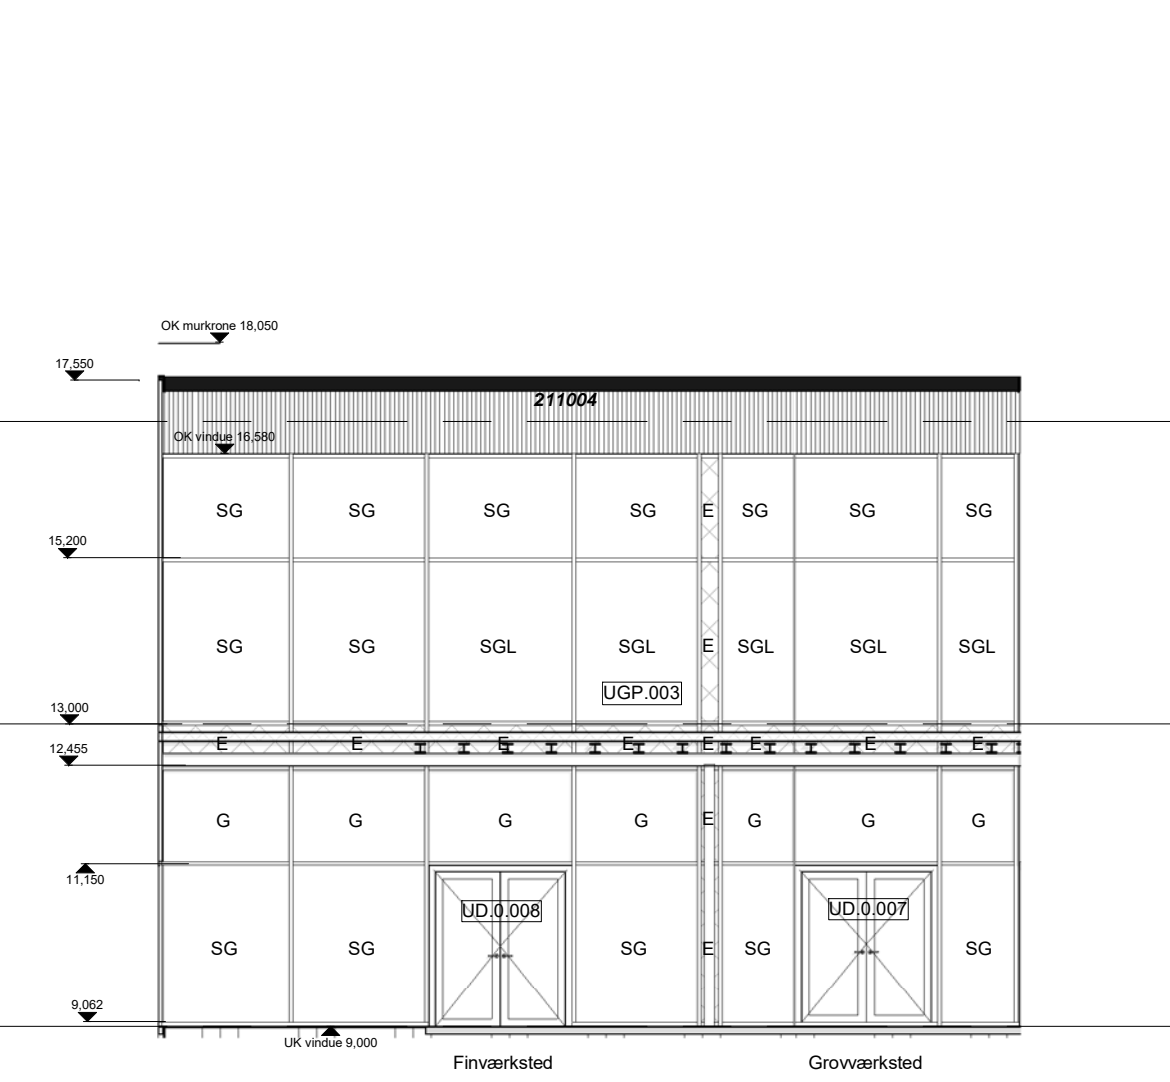 OK murkrone 18,050
17,550
211004
OK vindue 16,580
SG SG SG SG E SG SG SG
15,200
SG SG SGL SGL E SGL SGL SGL
UGP.003
13,000
E E E E E E E E
12,455
G G G G E G G G
11,150
UD.0.008 UD.0.007
SG SG SG E SG SG
9,062
UK vindue 9,000
Finværksted Grovværksted